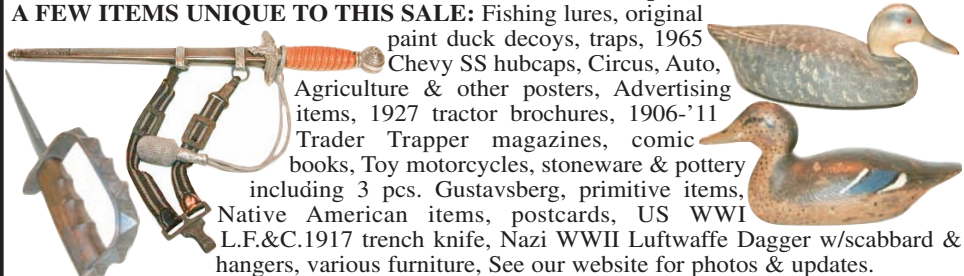 A FEW ITEMS UNIQUE TO THIS SALE: Fishing lures, original
paint duck decoys, traps, 1965
Chevy SS hubcaps, Circus, Auto,
Agriculture & other posters, Advertising
items, 1927 tractor brochures, 1906-’11
Trader Trapper magazines, comic
books, Toy motorcycles, stoneware & pottery
including 3 pcs. Gustavsberg, primitive items,
Native American items, postcards, US WWI
L.F.&C.1917 trench knife, Nazi WWII Luftwaffe Dagger w/scabbard &
hangers, various furniture, See our website for photos & updates.